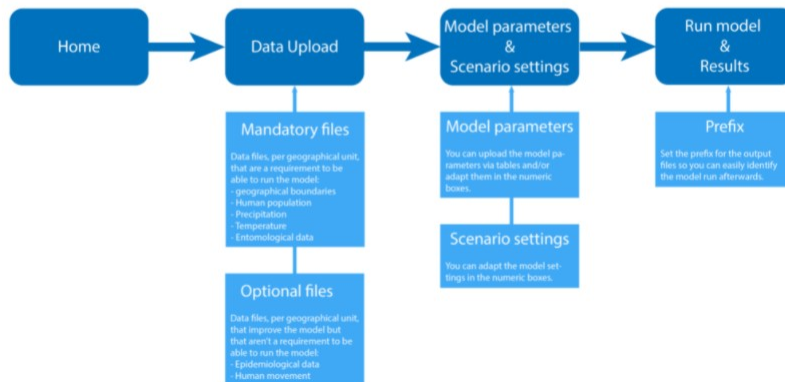 Home
Data Upload
Model parameters
&
Scenario settings
Run model
&
Results
Mandatory files
Data files, per geographical unit,
that are a requirement to be
able to run the model:
- geographical boundaries
- Human population
- Precipitation
- Temperature
- Entomological data
Optional files
Data files, per geographical unit,
that improve the model but
that aren't a requirement to be
able to run the model:
- Epidemiological data
- Human movement
Model parameters
You can upload the model pa-
rameters via tables and/or
adapt them in the numeric
boxes.
Scenario settings
You can adapt the model set-
tings in the numeric boxes.
Prefix
Set the prefix for the output
files so you can easily identify
the model run afterwards.